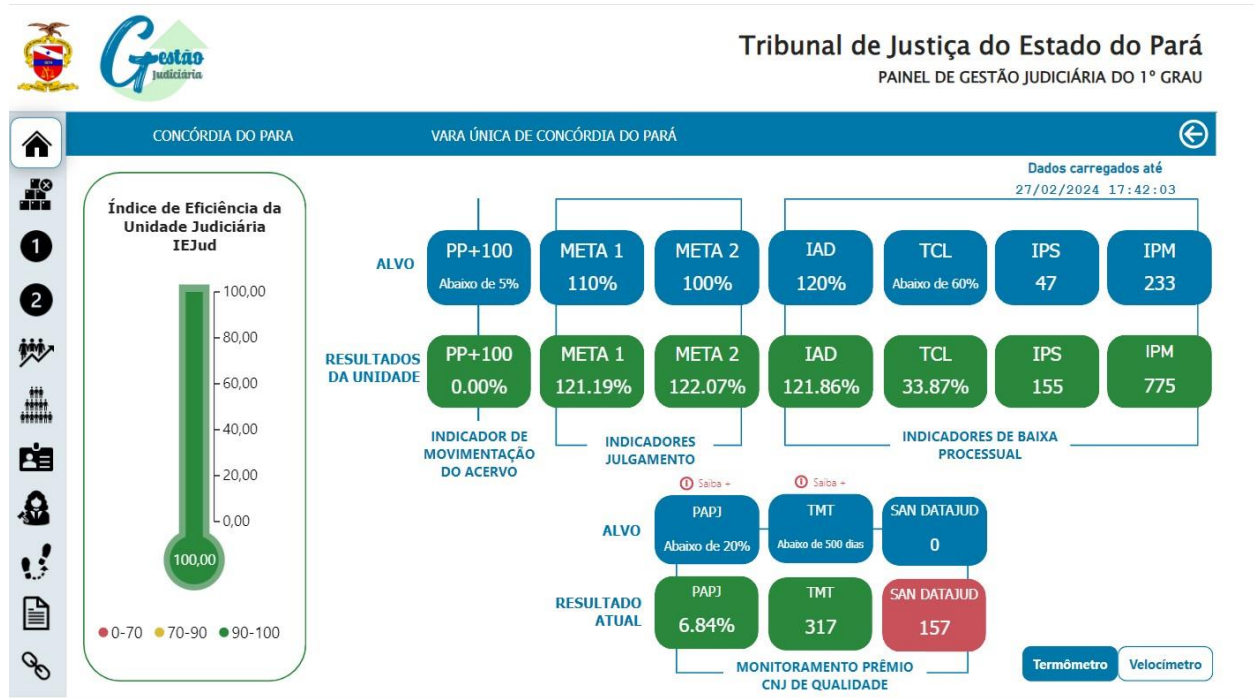 Gestão
Judiciária
Tribunal de Justiça do Estado do Pará
PAINEL DE GESTÃO JUDICIÁRIA DO 1º GRAU
CONCÓRDIA DO PARA
VARA ÚNICA DE CONCÓRDIA DO PARÁ
Dados carregados até
27/02/2024 17:42:03
Índice de Eficiência da
Unidade Judiciária
IEJud
100,00
80,00
60,00
40,00
20,00
0,00
100,00
0-70 70-90 90-100
1
2
ALVO
PP+100
Abaixo de 5%
META 1
110%
META 2
100%
IAD
120%
TCL
Abaixo de 60%
IPS
47
IPM
233
RESULTADOS
DA UNIDADE
PP+100
0.00%
META 1
121.19%
META 2
122.07%
IAD
121.86%
TCL
33.87%
IPS
155
IPM
775
INDICADOR DE
MOVIMENTAÇÃO
DO ACERVO
INDICADORES
JULGAMENTO
INDICADORES DE BAIXA
PROCESSUAL
Saiba +
Saiba +
ALVO
PAPJ
Abaixo de 20%
TMT
Abaixo de 500 dias
SAN DATAJUD
0
RESULTADO
ATUAL
PAPJ
6.84%
TMT
317
SAN DATAJUD
157
MONITORAMENTO PRÊMIO
CNJ DE QUALIDADE
Termômetro
Velocímetro